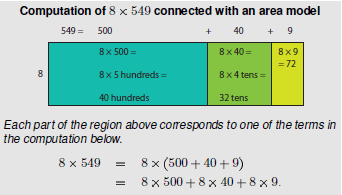 Computation of 8 × 549 connected with an area model
549 = 500 + 40 + 9
8 × 500 = 8 × 40 = 8 × 9
= 72
8 8 × 5 hundreds = 8 × 4 tens =
40 hundreds 32 tens
Each part of the region above corresponds to one of the terms in
the computation below.
8 × 549 = 8 × (500 + 40 + 9)
= 8 × 500 + 8 × 40 + 8 × 9.